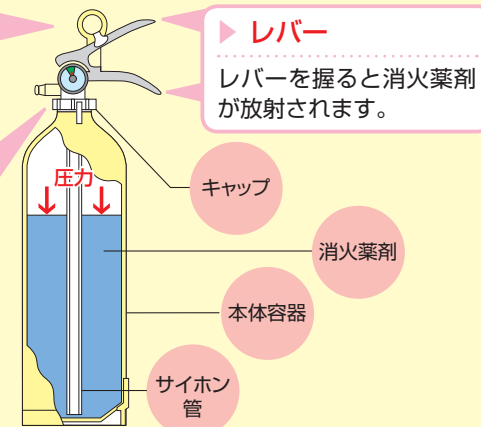 ▶ レバー
レバーを握ると消火薬剤
が放射されます。
圧力
キャップ
消火薬剤
本体容器
サイホン
管